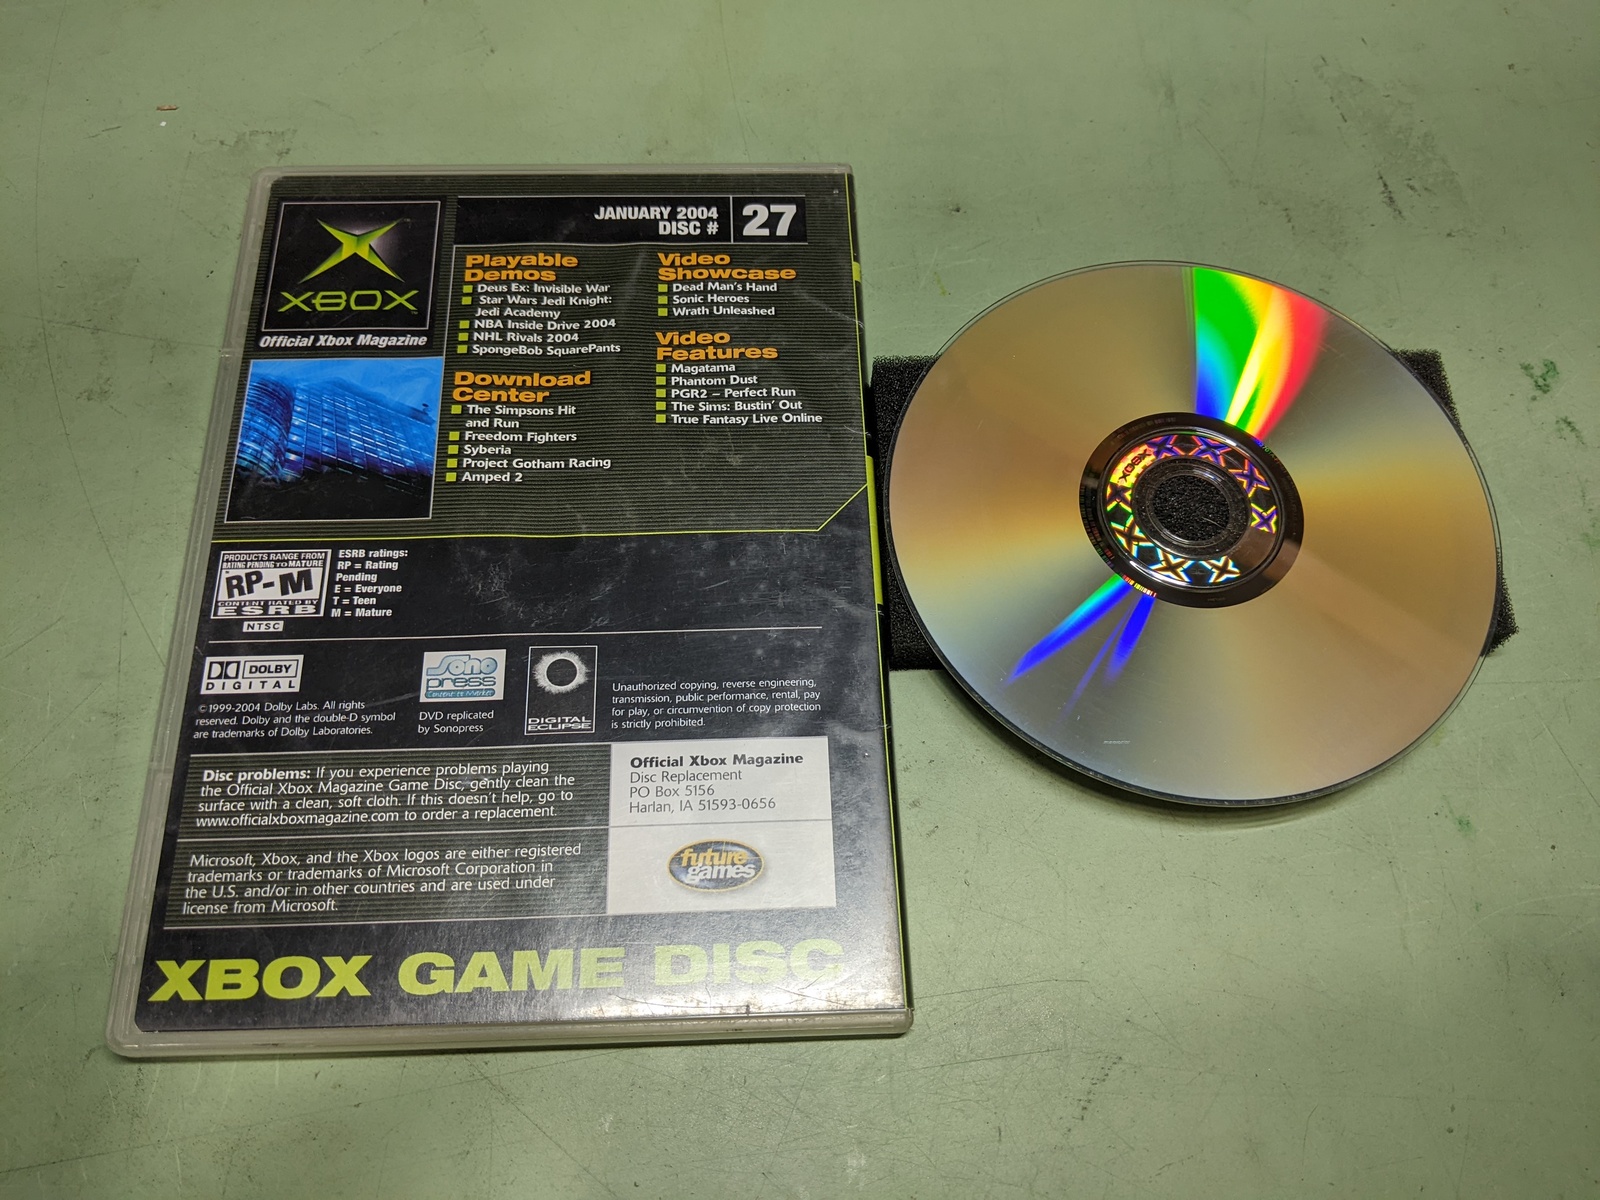 XBOX
Official Xbox Magazine
JANUARY 2004
DISC #
27
Playable
Demos
Deus Ex: Invisible War
Star Wars Jedi Knight:
Jedi Academy
NBA Inside Drive 2004
NHL Rivals 2004
SpongeBob SquarePants
Download
Center
The Simpsons Hit
and Run
Freedom Fighters
Syberia
Project Gotham Racing
Amped 2
Video
Showcase
Dead Man's Hand
Sonic Heroes
Wrath Unleashed
Video
Features
Magatama
Phantom Dust
PGR2 – Perfect Run
The Sims: Bustin' Out
True Fantasy Live Online
PRODUCTS RANGE FROM
RATING PENDING TO MATURE
RP-M
CONTENT RATED BY
ESRB
NTSC
ESRB ratings:
RP = Rating
Pending
E = Everyone
T = Teen
M = Mature
DOLBY
DIGITAL
©1999-2004 Dolby Labs. All rights
reserved. Dolby and the double-D symbol
are trademarks of Dolby Laboratories.
Sono
press
Content to Market
DVD replicated
by Sonopress
DIGITAL
ECLIPSE
Unauthorized copying, reverse engineering,
transmission, public performance, rental, pay
for play, or circumvention of copy protection
is strictly prohibited.
Disc problems: If you experience problems playing
the Official Xbox Magazine Game Disc, gently clean the
surface with a clean, soft cloth. If this doesn't help, go to
www.officialxboxmagazine.com to order a replacement.
Official Xbox Magazine
Disc Replacement
PO Box 5156
Harlan, IA 51593-0656
Microsoft, Xbox, and the Xbox logos are either registered
trademarks or trademarks of Microsoft Corporation in
the U.S. and/or in other countries and are used under
license from Microsoft.
future
games
XBOX GAME DISC
XBOX